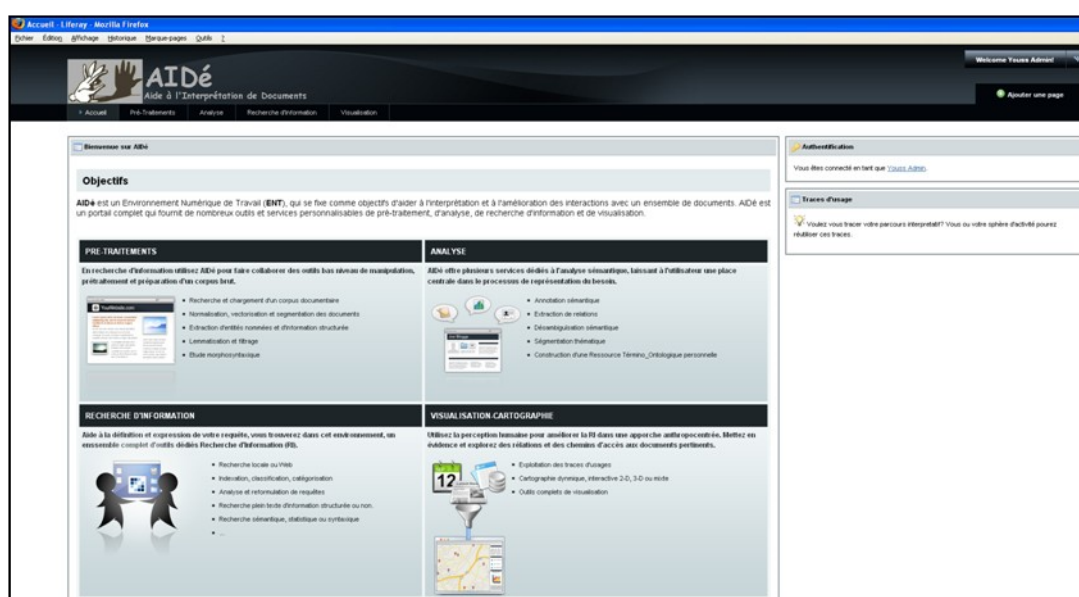 Accueil - Liferay - Mozilla Firefox
Fichier Édition Affichage Historique Marque-pages Outils ?
Welcome Youss Admin!
AIDé
Aide à l'Interprétation de Documents
Ajouter une page
Accueil Pré-Traitements Analyse Recherche d'information Visualisation
Bienvenue sur AIDé
Objectifs
AIDé est un Environnement Numérique de Travail (ENT), qui se fixe comme objectifs d'aider à l'interprétation et à l'amélioration des interactions avec un ensemble de documents. AIDé est
un portail complet qui fournit de nombreux outils et services personnalisables de pré-traitement, d'analyse, de recherche d'information et de visualisation.
PRE-TRAITEMENTS
En recherche d'information utilisez AIDé pour faire collaborer des outils bas niveau de manipulation,
prétraitement et préparation d'un corpus brut.
Recherche et chargement d'un corpus documentaire
Normalisation, vectorisation et segmentation des documents
Extraction d'entités nommées et d'information structurée
Lemmatisation et filtrage
Etude morphosyntaxique
ANALYSE
AIDé offre plusieurs services dédiés à l'analyse sémantique, laissant à l'utilisateur une place
centrale dans le processus de représentation du besoin.
Annotation sémantique
Extraction de relations
Désambiguïsation sémantique
Ségmentation thématique
Construction d'une Ressource Término_Ontologique personnelle
RECHERCHE D'INFORMATION
Aide à la définition et expression de votre requête, vous trouverez dans cet environnement, un
enssemble complet d'outils dédiés Recherche d'Information (RI).
Recherche locale ou Web
Indexation, classification, catégorisation
Analyse et reformulation de requêtes
Recherche plein texte d'information structurée ou non.
Recherche sémantique, statistique ou syntaxique
...
VISUALISATION-CARTOGRAPHIE
Utilisez la perception humaine pour améliorer la RI dans une apporche anthropocentrée. Mettez en
évidence et explorez des rélations et des chemins d'accès aux documents pertinents.
12
Exploitation des traces d'usages
Cartographie dynmique, interactive 2-D, 3-D ou mixte
Outils complets de visualisation
Authentification
Vous êtes connecté en tant que Youss Admin.
Traces d'usage
Voulez vous tracer votre parcours interpretatif? Vous ou votre sphère d'activité pourez
réutiliser ces traces.